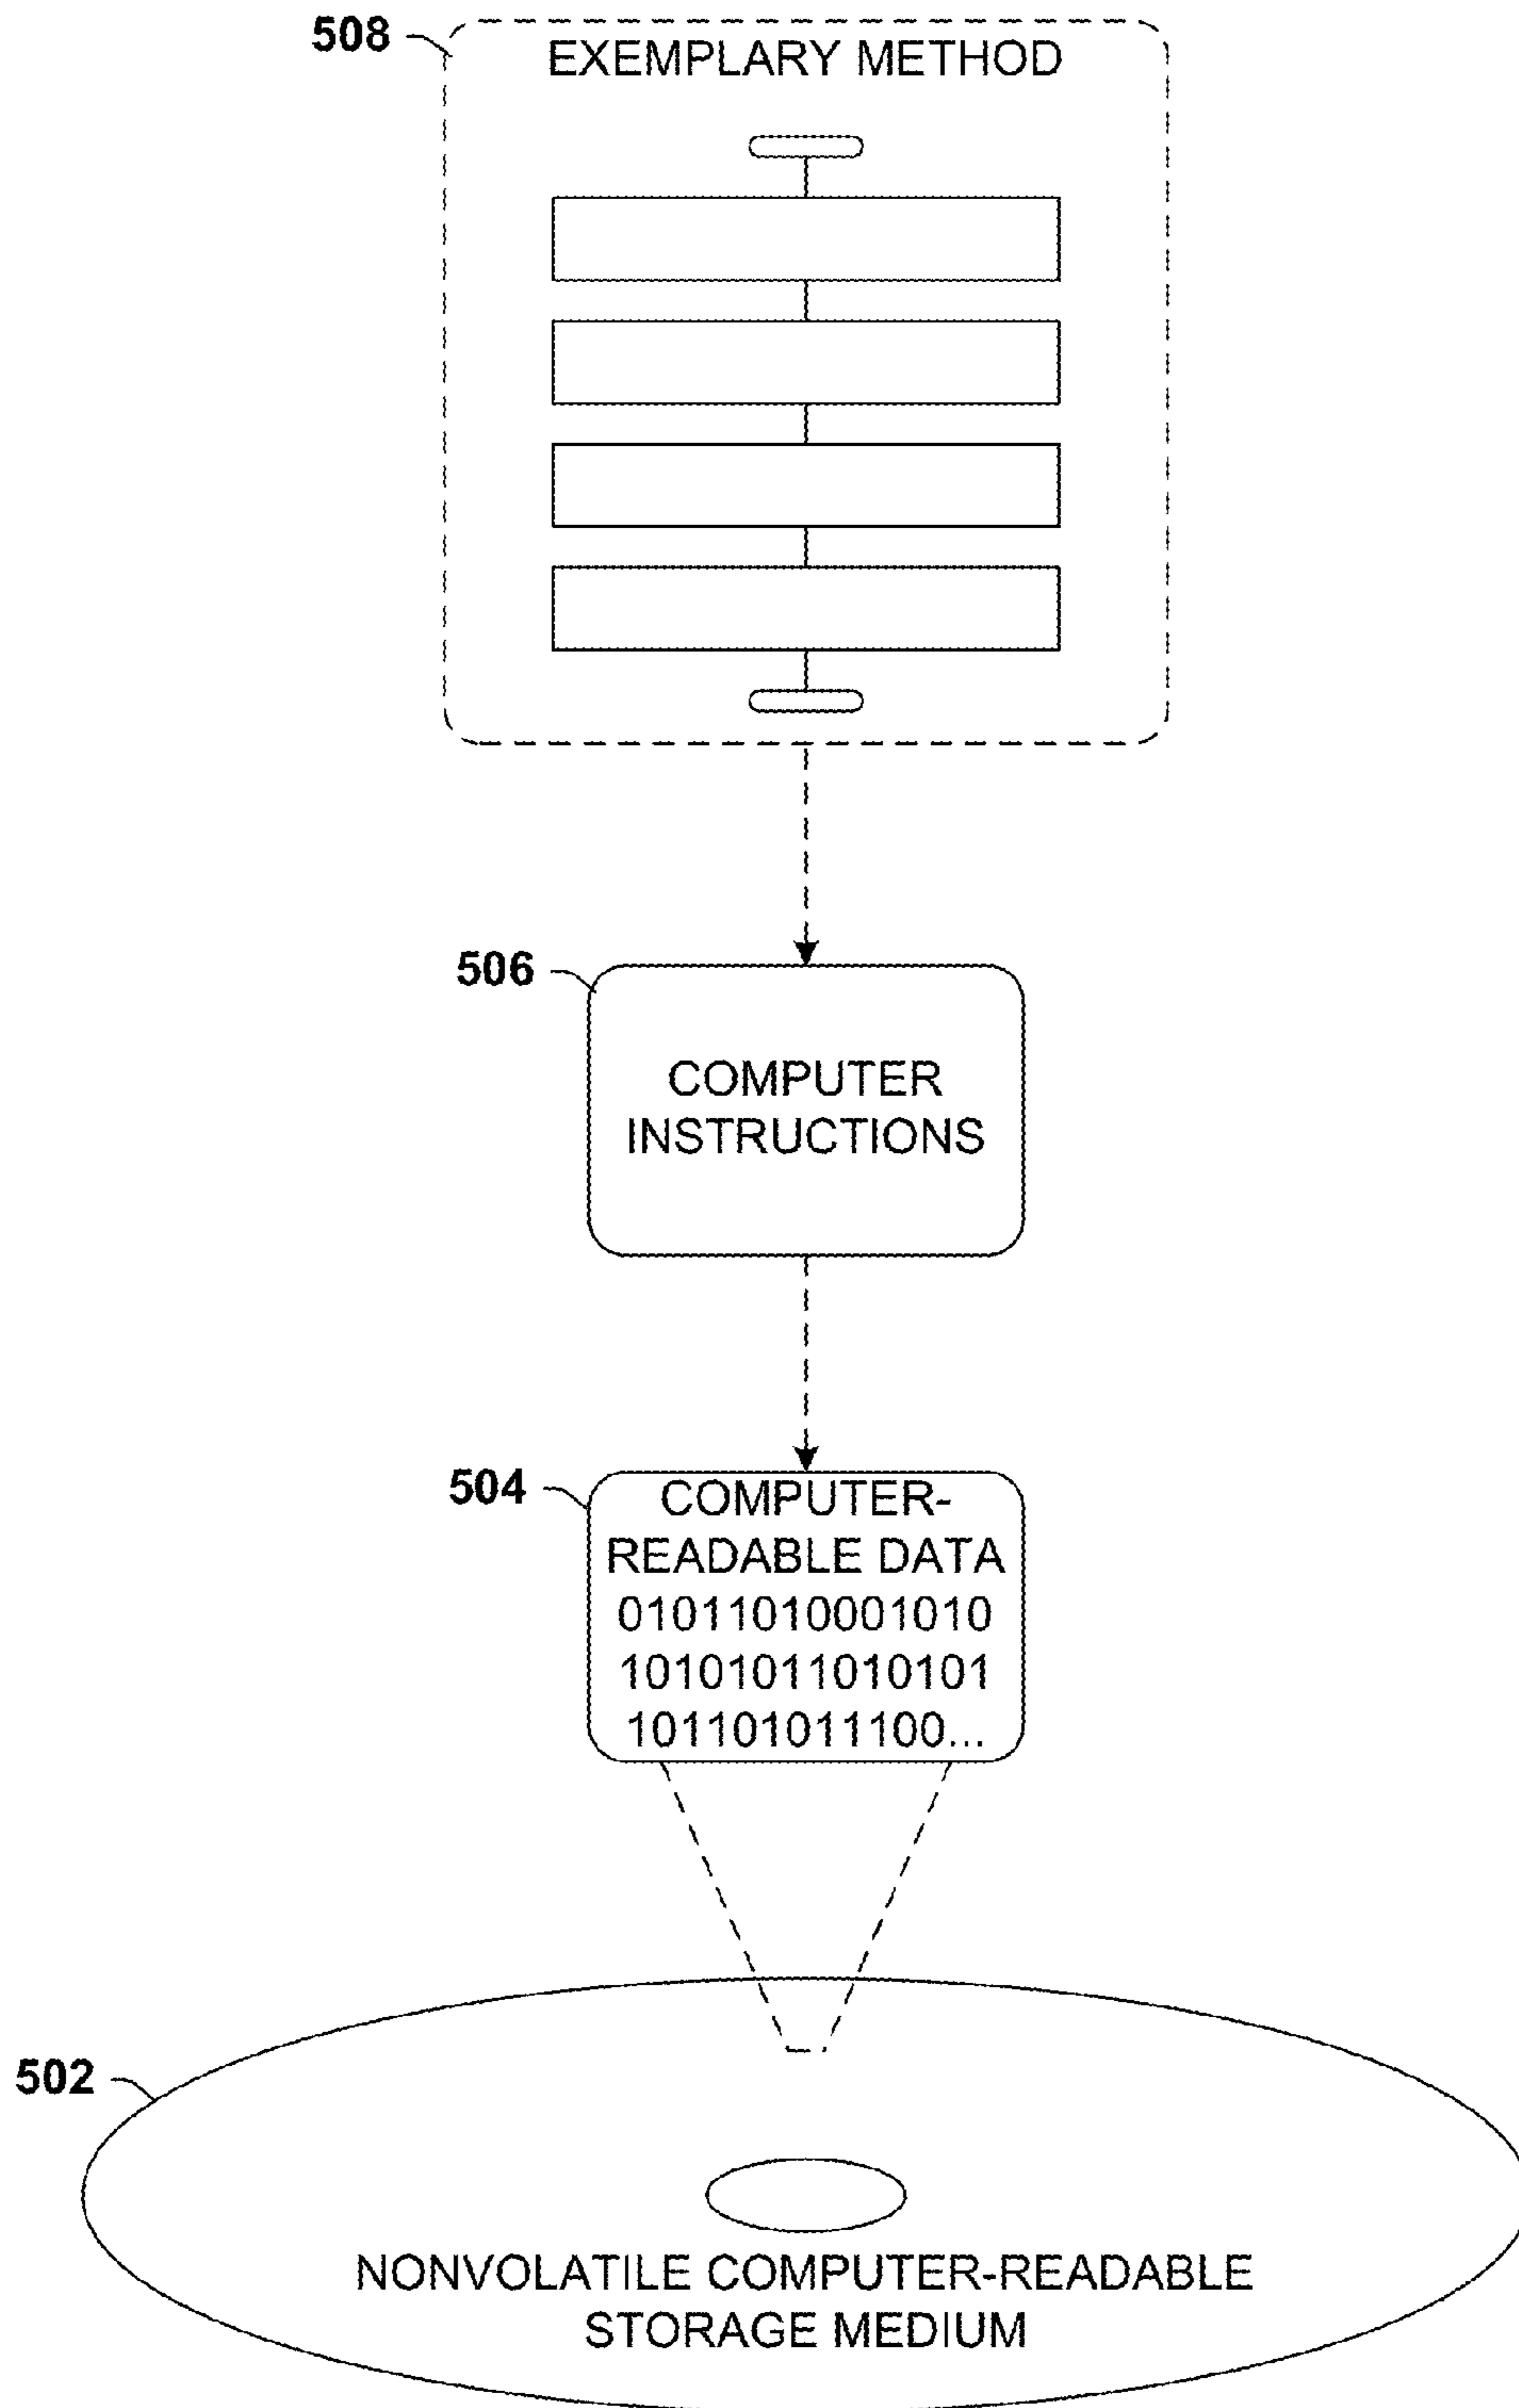 508
EXEMPLARY METHOD
506
COMPUTER
INSTRUCTIONS
504
COMPUTER-
READABLE DATA
01011010001010
10101011010101
101101011100...
502
NONVOLATILE COMPUTER-READABLE
STORAGE MEDIUM